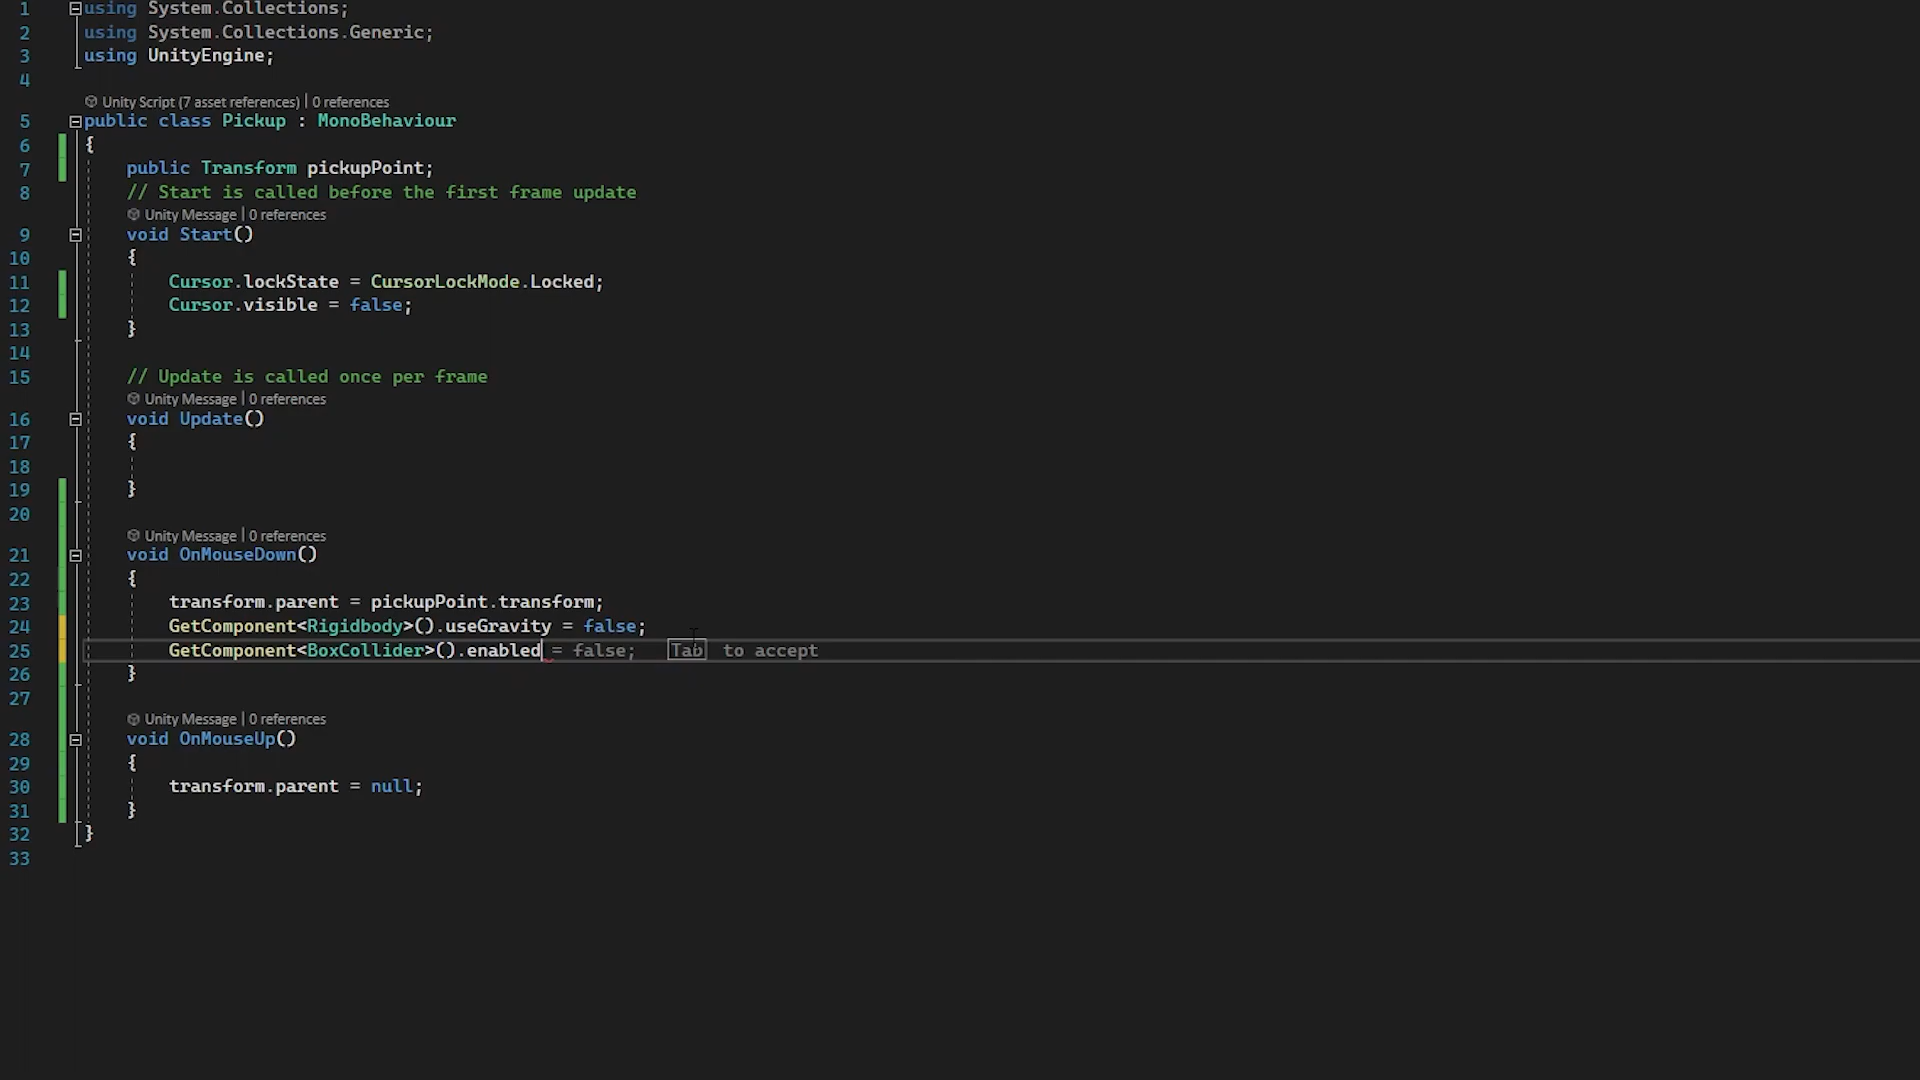 1 using System.Collections;
2 using System.Collections.Generic;
3 using UnityEngine;
4
Unity Script (7 asset references) | 0 references
5 public class Pickup : MonoBehaviour
6 {
7 public Transform pickupPoint;
8 // Start is called before the first frame update
Unity Message | 0 references
9 void Start()
10 {
11 Cursor.lockState = CursorLockMode.Locked;
12 Cursor.visible = false;
13 }
14
15 // Update is called once per frame
Unity Message | 0 references
16 void Update()
17 {
18
19 }
20
Unity Message | 0 references
21 void OnMouseDown()
22 {
23 transform.parent = pickupPoint.transform;
24 GetComponent<Rigidbody>().useGravity = false;
25 GetComponent<BoxCollider>().enabled = false; Tab to accept
26 }
27
Unity Message | 0 references
28 void OnMouseUp()
29 {
30 transform.parent = null;
31 }
32 }
33